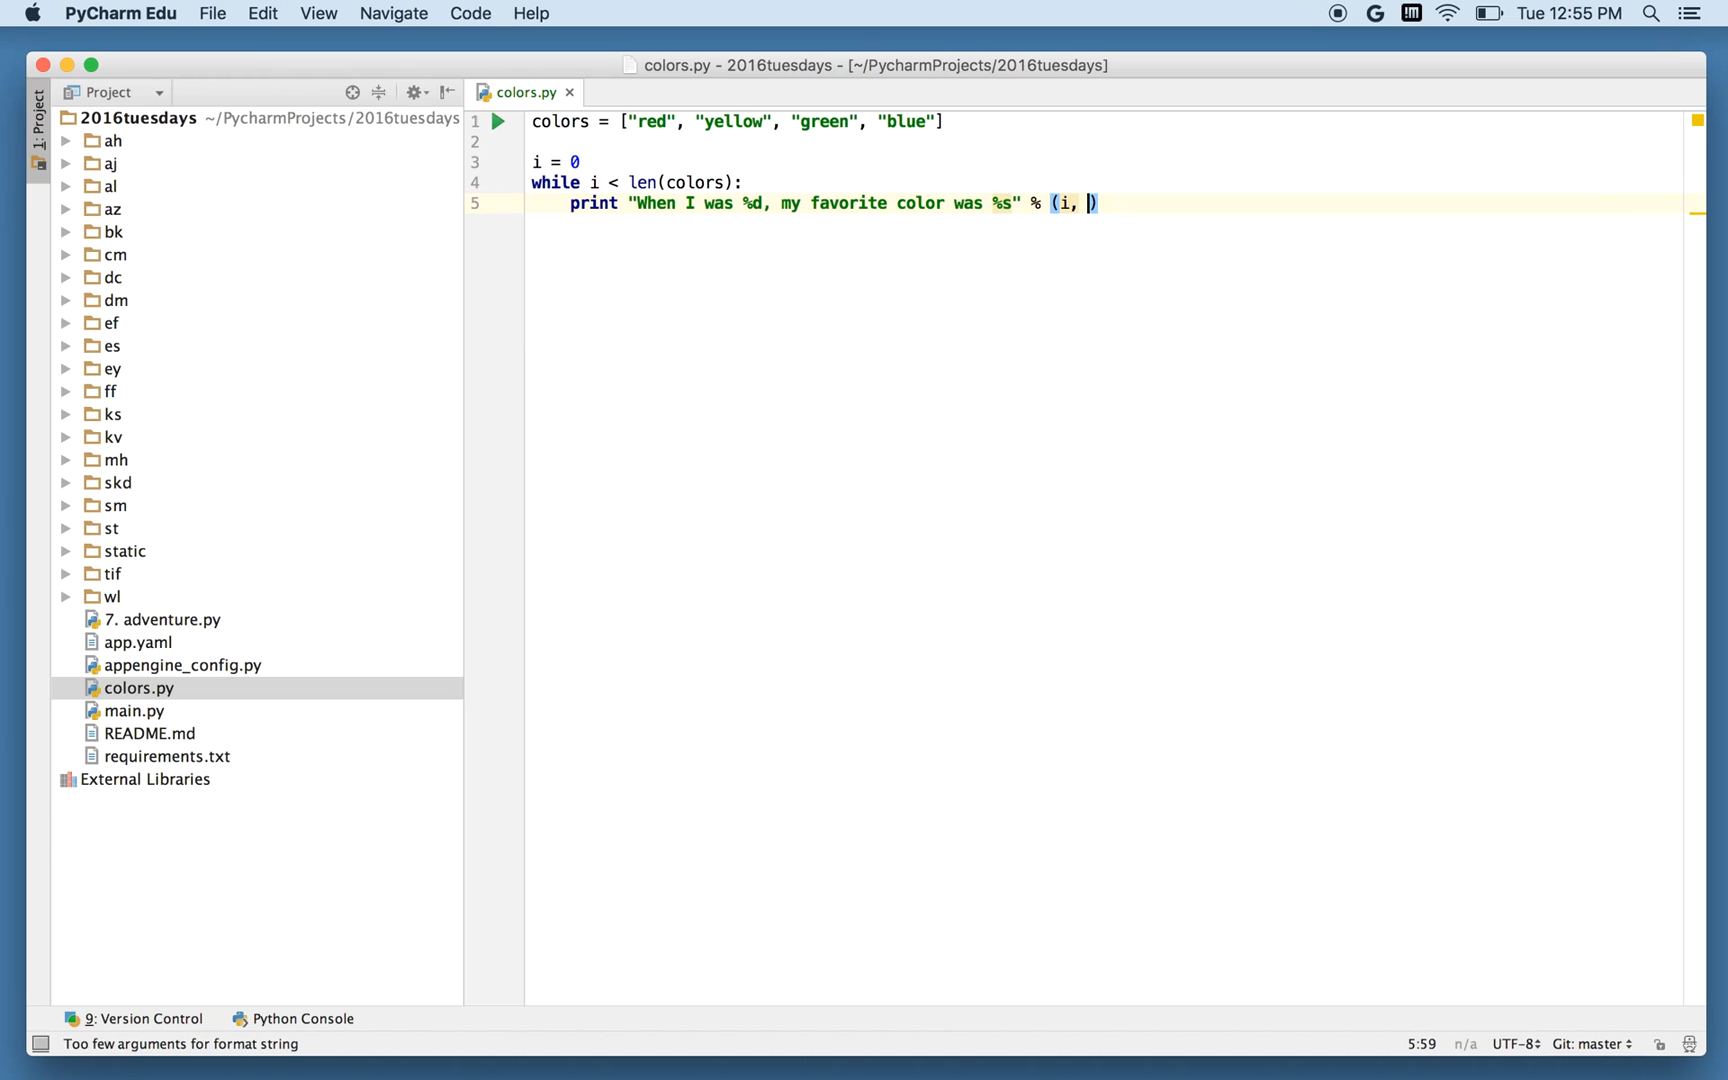 PyCharm Edu File Edit View Navigate Code Help Tue 12:55 PM
colors.py - 2016tuesdays - [~/PycharmProjects/2016tuesdays]
1: Project
Project
colors.py
2016tuesdays ~/PycharmProjects/2016tuesdays
ah
aj
al
az
bk
cm
dc
dm
ef
es
ey
ff
ks
kv
mh
skd
sm
st
static
tif
wl
7. adventure.py
app.yaml
appengine_config.py
colors.py
main.py
README.md
requirements.txt
External Libraries
1 colors = ["red", "yellow", "green", "blue"]
2
3 i = 0
4 while i < len(colors):
5 print "When I was %d, my favorite color was %s" % (i, )
9: Version Control Python Console
Too few arguments for format string 5:59 n/a UTF-8 Git: master